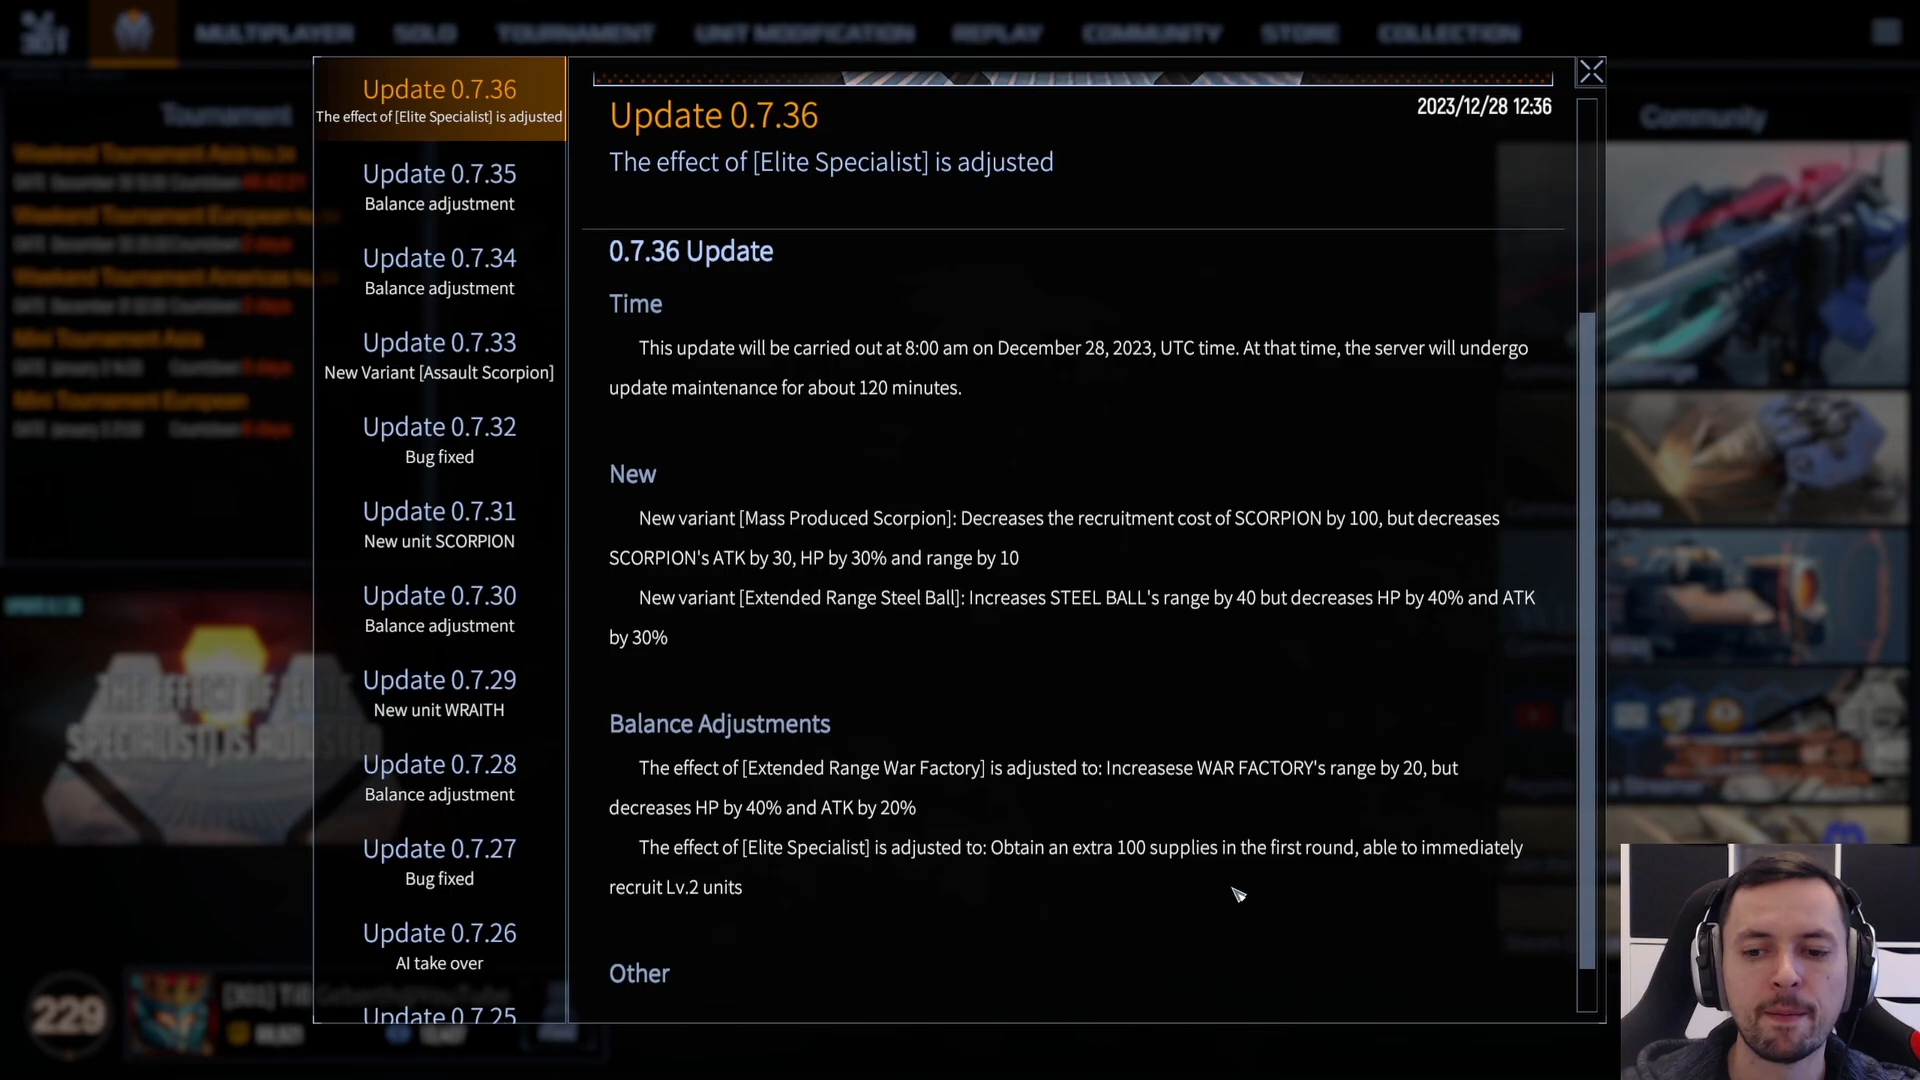 MULTIPLAYER SOLO TOURNAMENT UNIT MODIFICATION REPLAY COMMUNITY STORE COLLECTION
Tournament
Community
Update 0.7.36
The effect of [Elite Specialist] is adjusted
Update 0.7.35
Balance adjustment
Update 0.7.34
Balance adjustment
Update 0.7.33
New Variant [Assault Scorpion]
Update 0.7.32
Bug fixed
Update 0.7.31
New unit SCORPION
Update 0.7.30
Balance adjustment
Update 0.7.29
New unit WRAITH
Update 0.7.28
Balance adjustment
Update 0.7.27
Bug fixed
Update 0.7.26
AI take over
Update 0.7.25
Update 0.7.36
2023/12/28 12:36
The effect of [Elite Specialist] is adjusted
0.7.36 Update
Time
This update will be carried out at 8:00 am on December 28, 2023, UTC time. At that time, the server will undergo
update maintenance for about 120 minutes.
New
New variant [Mass Produced Scorpion]: Decreases the recruitment cost of SCORPION by 100, but decreases
SCORPION's ATK by 30, HP by 30% and range by 10
New variant [Extended Range Steel Ball]: Increases STEEL BALL's range by 40 but decreases HP by 40% and ATK
by 30%
Balance Adjustments
The effect of [Extended Range War Factory] is adjusted to: Increasese WAR FACTORY's range by 20, but
decreases HP by 40% and ATK by 20%
The effect of [Elite Specialist] is adjusted to: Obtain an extra 100 supplies in the first round, able to immediately
recruit Lv.2 units
Other
229